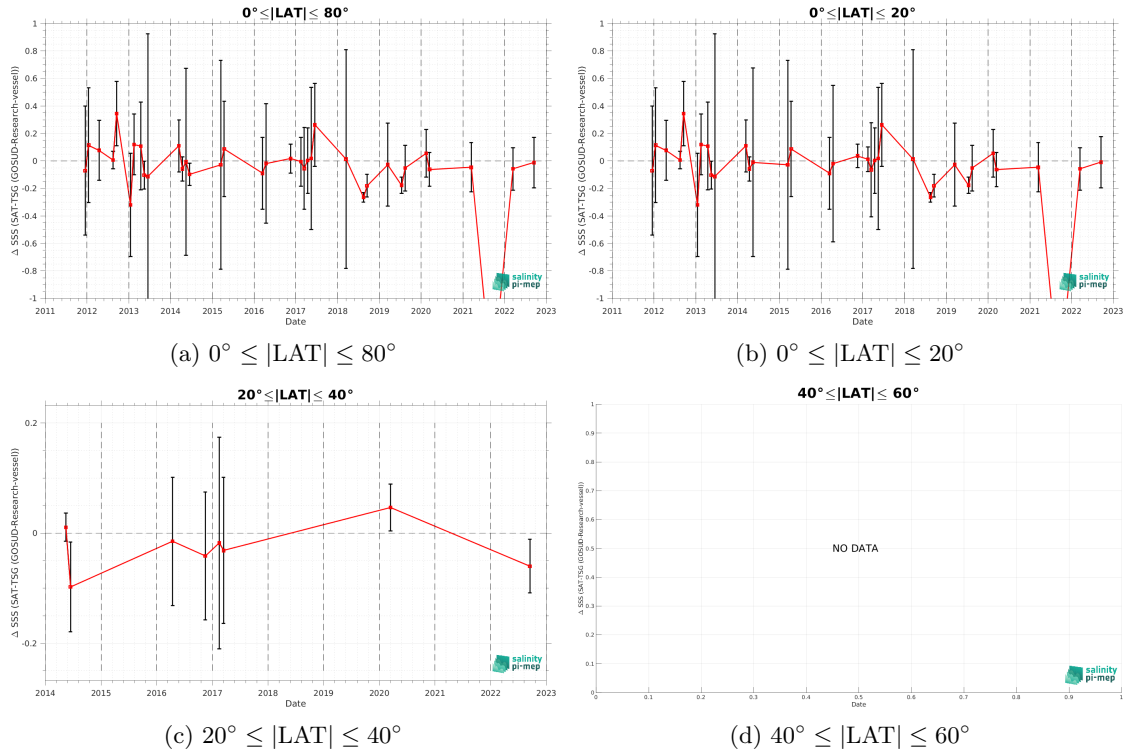 0°≤|LAT|≤ 80°
Δ SSS (SAT-TSG (GOSUD-Research-vessel))
1
0.8
0.6
0.4
0.2
0
-0.2
-0.4
-0.6
-0.8
-1
2011 2012 2013 2014 2015 2016 2017 2018 2019 2020 2021 2022 2023
Date
salinity
pi-mep
(a) 0° ≤ |LAT| ≤ 80°
0°≤|LAT|≤ 20°
Δ SSS (SAT-TSG (GOSUD-Research-vessel))
1
0.8
0.6
0.4
0.2
0
-0.2
-0.4
-0.6
-0.8
-1
2011 2012 2013 2014 2015 2016 2017 2018 2019 2020 2021 2022 2023
Date
salinity
pi-mep
(b) 0° ≤ |LAT| ≤ 20°
20°≤|LAT|≤ 40°
Δ SSS (SAT-TSG (GOSUD-Research-vessel))
0.2
0
-0.2
2014 2015 2016 2017 2018 2019 2020 2021 2022 2023
Date
salinity
pi-mep
(c) 20° ≤ |LAT| ≤ 40°
40°≤|LAT|≤ 60°
Δ SSS (SAT-TSG (GOSUD-Research-vessel))
1
0.9
0.8
0.7
0.6
0.5
0.4
0.3
0.2
0.1
0
NO DATA
0 0.1 0.2 0.3 0.4 0.5 0.6 0.7 0.8 0.9 1
Date
salinity
pi-mep
(d) 40° ≤ |LAT| ≤ 60°